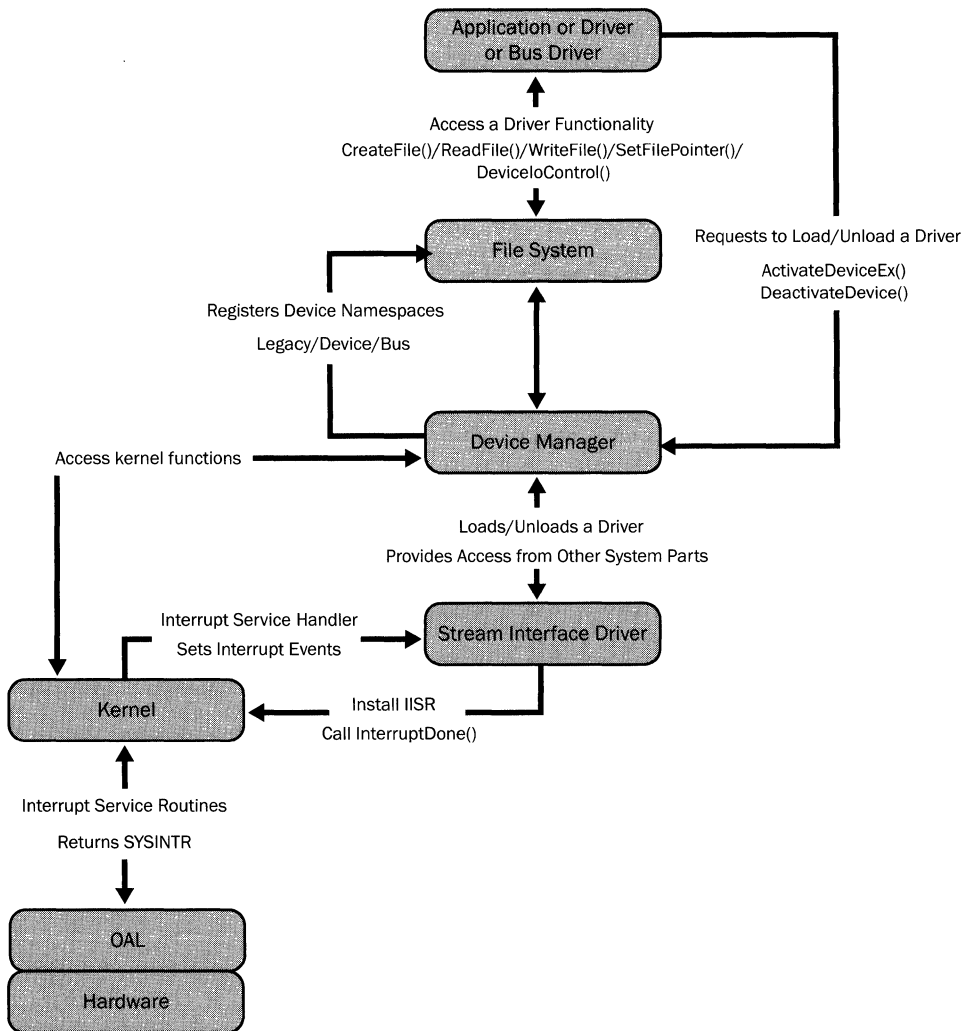 Application or Driver
or Bus Driver
Access a Driver Functionality
CreateFile()/ReadFile()/WriteFile()/SetFilePointer()/
DeviceIoControl()
File System
Requests to Load/Unload a Driver
ActivateDeviceEx()
DeactivateDevice()
Registers Device Namespaces
Legacy/Device/Bus
Device Manager
Access kernel functions
Loads/Unloads a Driver
Provides Access from Other System Parts
Interrupt Service Handler
Sets Interrupt Events
Stream Interface Driver
Kernel
Install IISR
Call InterruptDone()
Interrupt Service Routines
Returns SYSINTR
OAL
Hardware